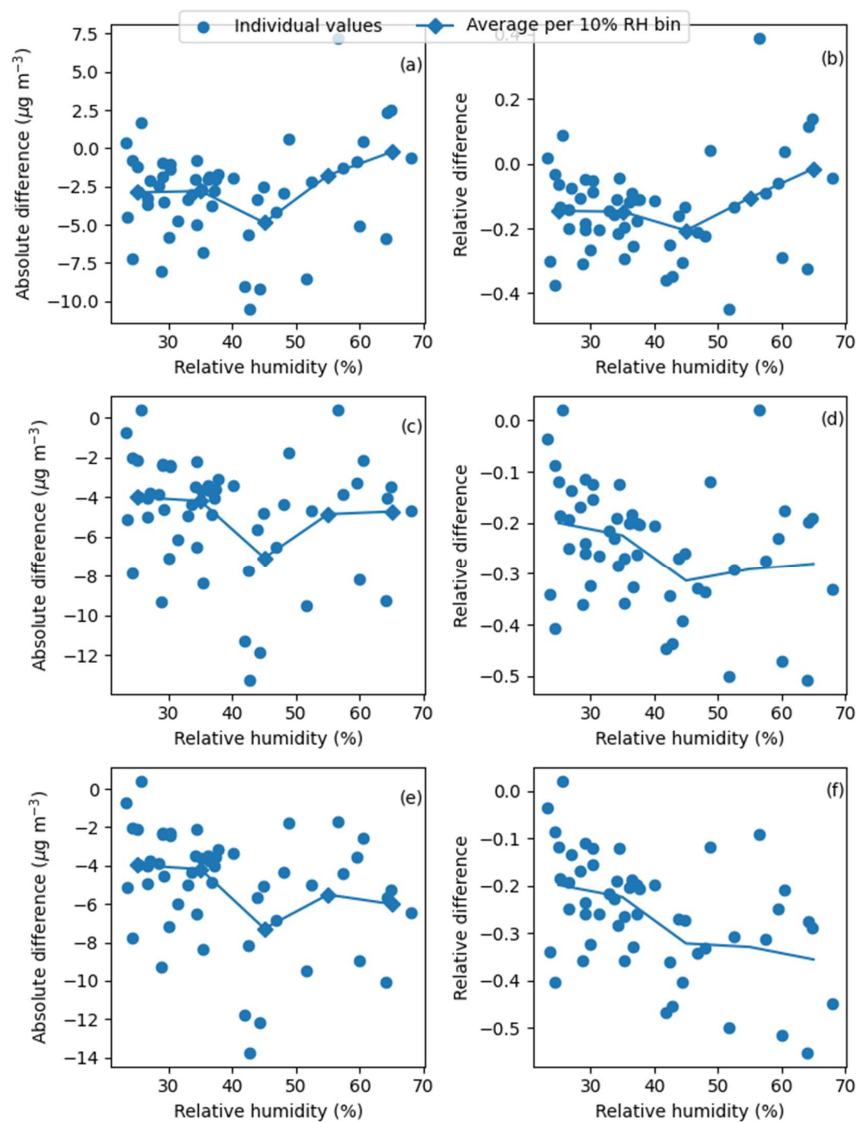 Individual values Average per 10% RH bin
7.5
5.0
2.5
0.0
−2.5
−5.0
−7.5
−10.0
Absolute difference (μg m⁻³)
(a)
30 40 50 60 70
Relative humidity (%)
0.4
0.2
0.0
−0.2
−0.4
Relative difference
(b)
30 40 50 60 70
Relative humidity (%)
0
−2
−4
−6
−8
−10
−12
Absolute difference (μg m⁻³)
(c)
30 40 50 60 70
Relative humidity (%)
0.0
−0.1
−0.2
−0.3
−0.4
−0.5
Relative difference
(d)
30 40 50 60 70
Relative humidity (%)
0
−2
−4
−6
−8
−10
−12
−14
Absolute difference (μg m⁻³)
(e)
30 40 50 60 70
Relative humidity (%)
0.0
−0.1
−0.2
−0.3
−0.4
−0.5
Relative difference
(f)
30 40 50 60 70
Relative humidity (%)